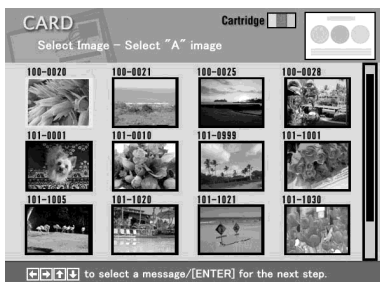 CARD
Cartridge
Select Image - Select "A" image
100-0020 100-0021 100-0025 100-0028
101-0001 101-0010 101-0999 101-1001
101-1005 101-1020 101-1021 101-1030
←→↑↓ to select a message/[ENTER] for the next step.